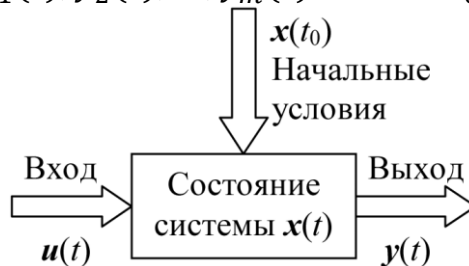 x(t₀)
Начальные
условия
Вход
u(t)
Состояние
системы x(t)
Выход
y(t)